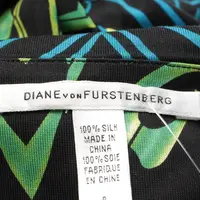 DIANE VON FURSTENBERG
100% SILK
MADE IN
CHINA
100% SOIE
FABRIQUE
EN CHINE